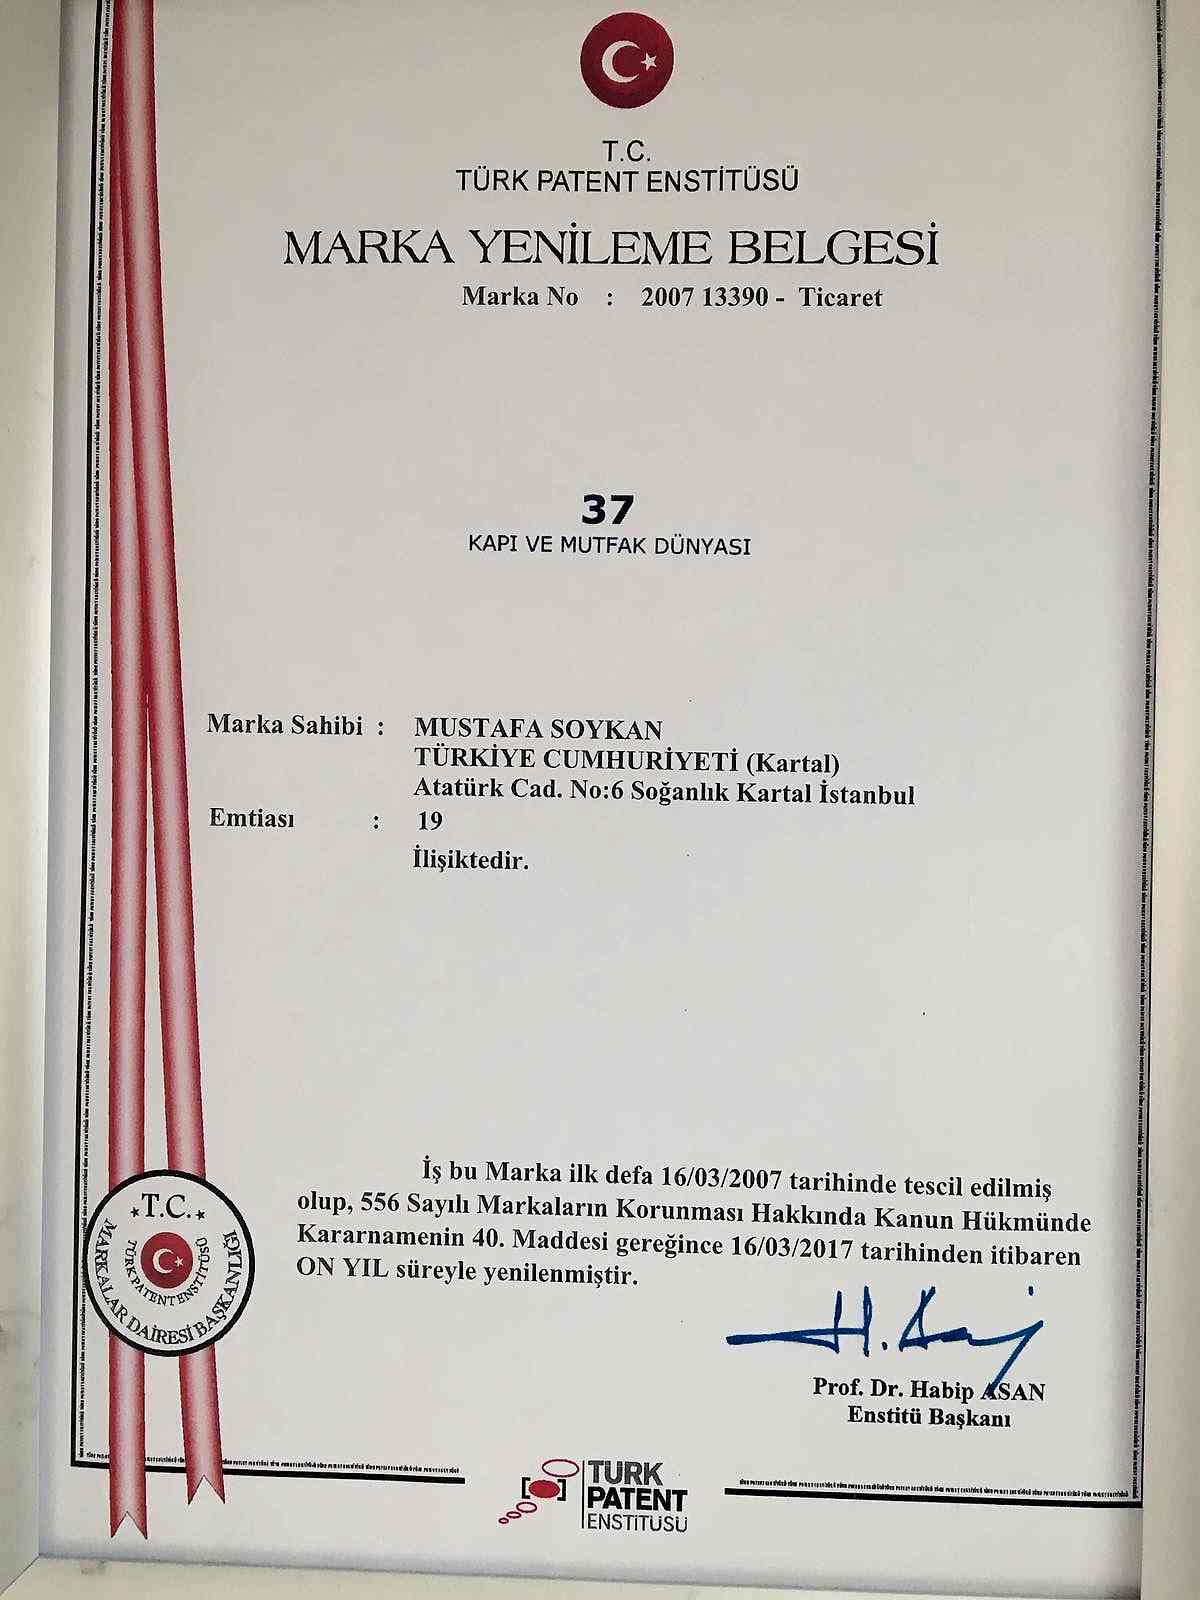 T.C.
TÜRK PATENT ENSTİTÜSÜ
MARKA YENİLEME BELGESİ
Marka No : 2007 13390 - Ticaret
37
KAPI VE MUTFAK DÜNYASI
Marka Sahibi : MUSTAFA SOYKAN
TÜRKİYE CUMHURİYETİ (Kartal)
Atatürk Cad. No:6 Soğanlık Kartal İstanbul
Emtiası : 19
İlişiktedir.
İş bu Marka ilk defa 16/03/2007 tarihinde tescil edilmiş
olup, 556 Sayılı Markaların Korunması Hakkında Kanun Hükmünde
Kararnamenin 40. Maddesi gereğince 16/03/2017 tarihinden itibaren
ON YIL süreyle yenilenmiştir.
T.C.
TÜRK PATENT ENSTİTÜSÜ
MARKALAR DAİRESİ BAŞKANLIĞI
Prof. Dr. Habip ASAN
Enstitü Başkanı
TURK
PATENT
ENSTİTÜSÜ